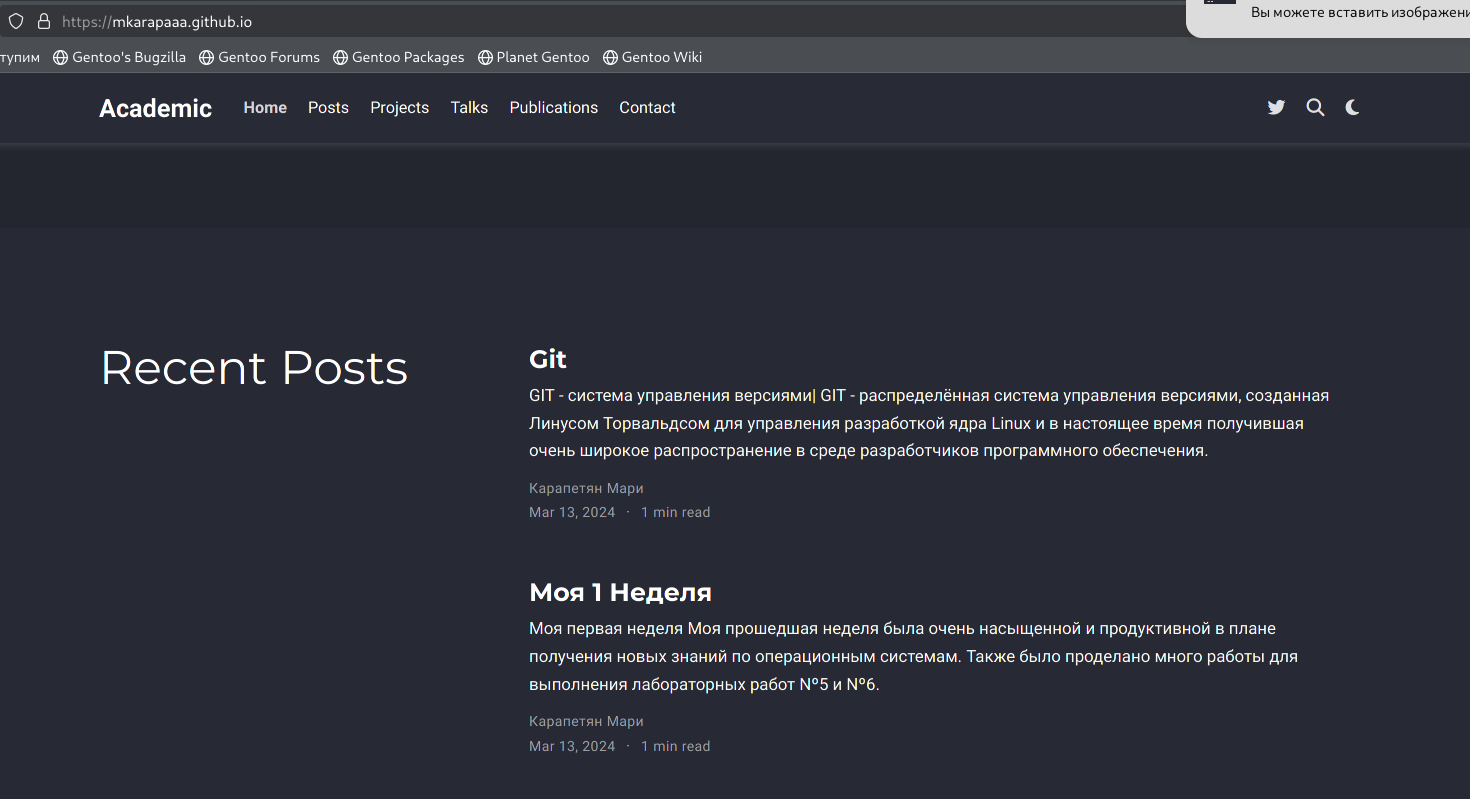 https://mkarapaaa.github.io
Вы можете вставить изображени
тупим Gentoo's Bugzilla Gentoo Forums Gentoo Packages Planet Gentoo Gentoo Wiki
Academic Home Posts Projects Talks Publications Contact
Recent Posts
Git
GIT - система управления версиями| GIT - распределённая система управления версиями, созданная
Линусом Торвальдсом для управления разработкой ядра Linux и в настоящее время получившая
очень широкое распространение в среде разработчиков программного обеспечения.
Карапетян Мари
Mar 13, 2024 · 1 min read
Моя 1 Неделя
Моя первая неделя Моя прошедшая неделя была очень насыщенной и продуктивной в плане
получения новых знаний по операционным системам. Также было проделано много работы для
выполнения лабораторных работ №5 и №6.
Карапетян Мари
Mar 13, 2024 · 1 min read